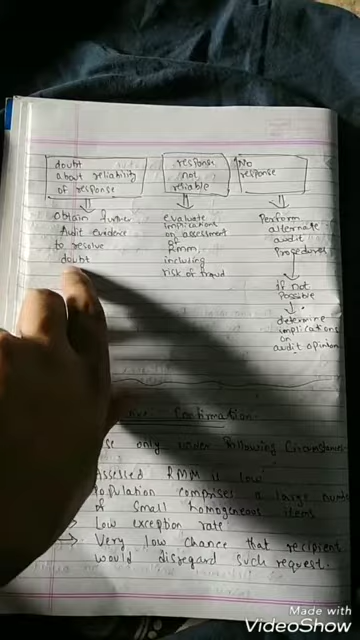 doubt
about reliability
of response
Obtain further
Audit evidence
to resolve
doubt
response
not
reliable
evaluate
implications
on assessment
of
RMM,
including
risk of fraud
No
response
Perform
alternate
audit
Procedures
if not
Possible
determine
implications
on
audit opinion
Confirmation
only under following Circumstances
Assessed RMM is low
Population comprises a large
of small homogeneous items
Low exception rate
Very low chance that recipient
would disregard such request.
Made with
VideoShow